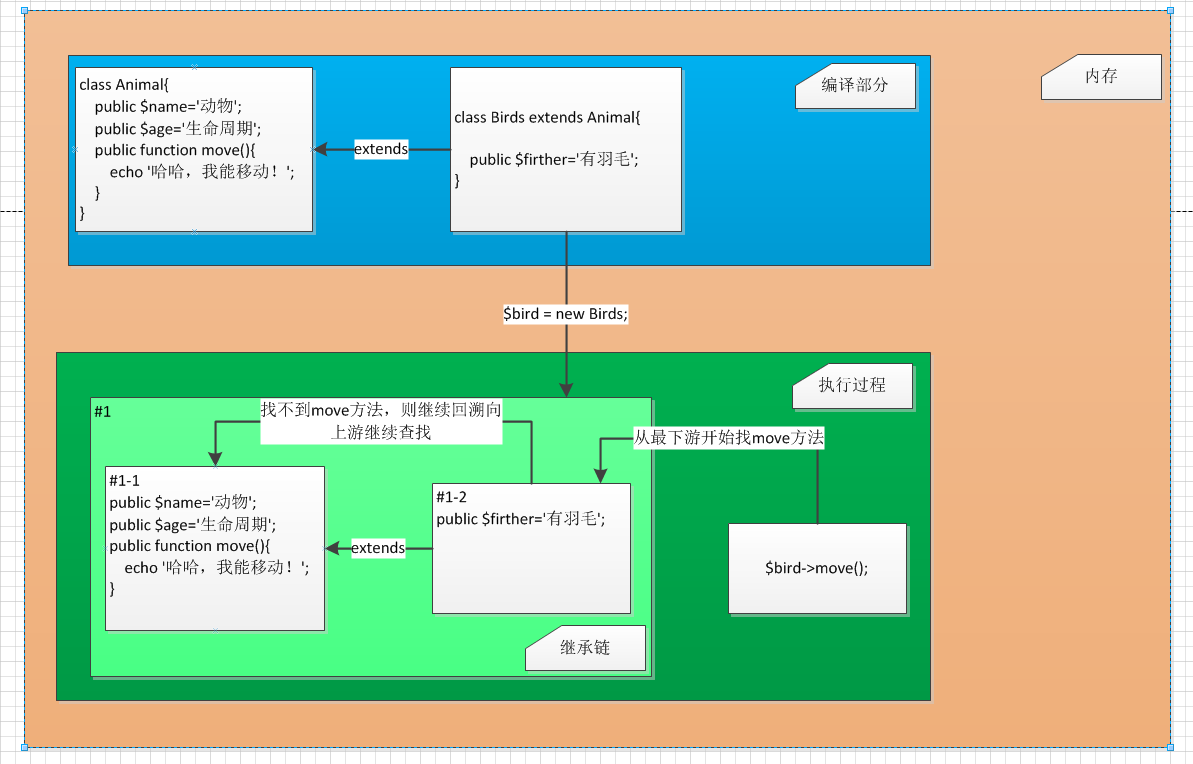 内存
编译部分
class Animal{
public $name='动物';
public $age='生命周期';
public function move(){
echo '哈哈，我能移动！';
}
}
extends
class Birds extends Animal{
public $firther='有羽毛';
}
$bird = new Birds;
执行过程
#1
找不到move方法，则继续回溯向
上游继续查找
从最下游开始找move方法
#1-1
public $name='动物';
public $age='生命周期';
public function move(){
echo '哈哈，我能移动！';
}
extends
#1-2
public $firther='有羽毛';
$bird->move();
继承链